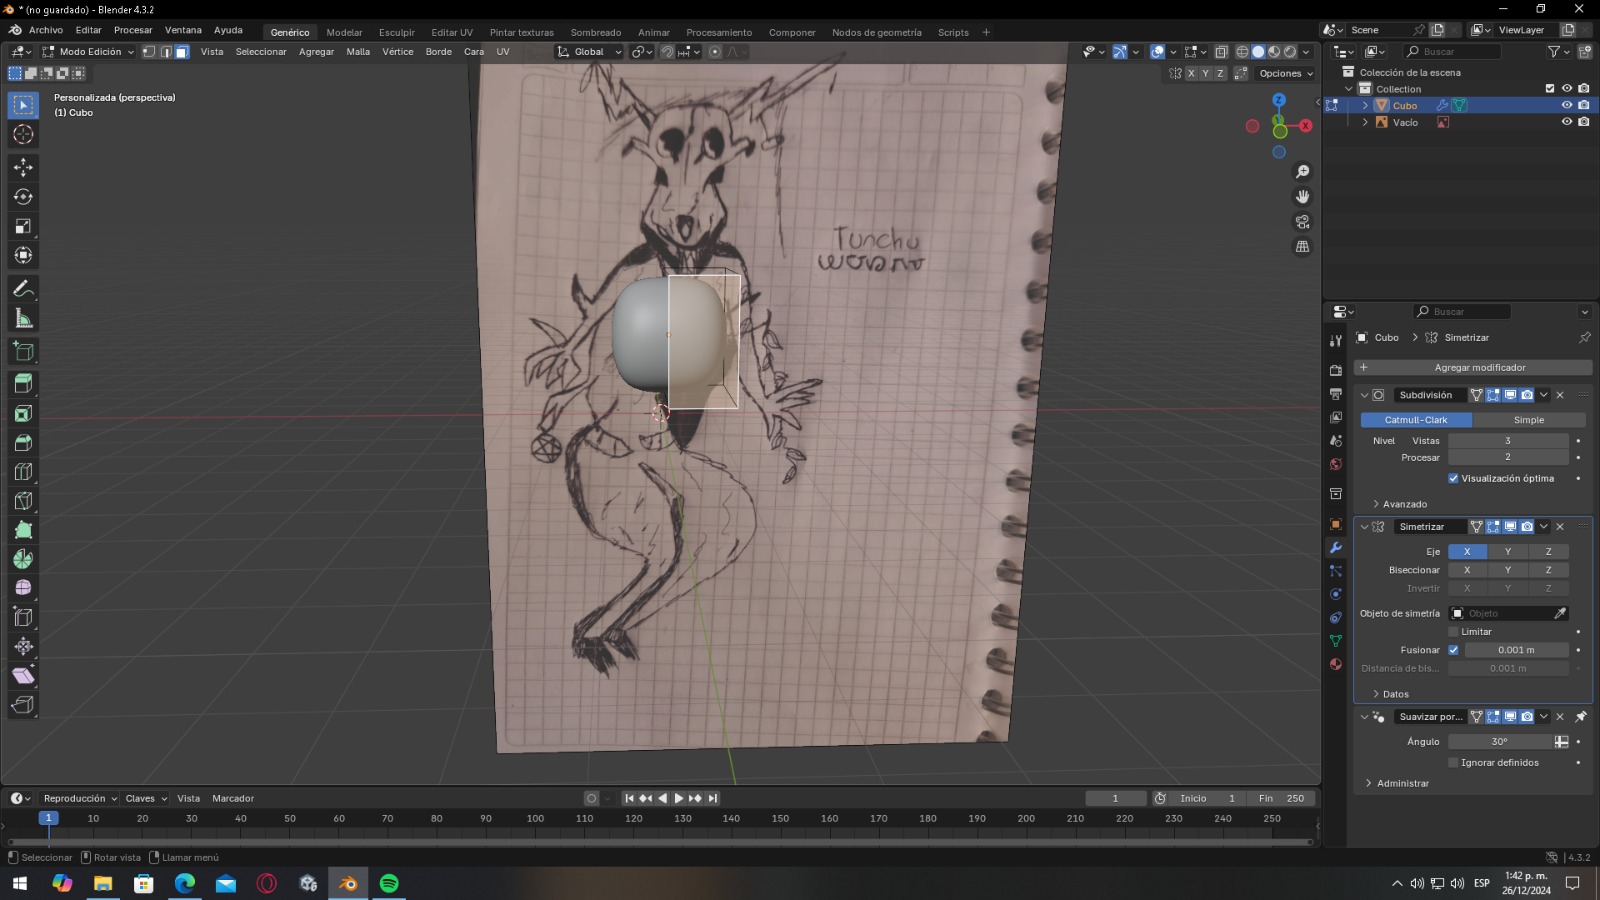 * (no guardado) - Blender 4.3.2
Archivo Editar Procesar Ventana Ayuda
Genérico Modelar Esculpir Editar UV Pintar texturas Sombreado Animar Procesamiento Componer Nodos de geometría Scripts +
Scene ViewLayer
Modo Edición Vista Seleccionar Agregar Malla Vértice Borde Cara UV
Global
Buscar
X Y Z Opciones
Personalizada (perspectiva)
(1) Cubo
Z
X
Colección de la escena
Collection
Cubo
Vacío
Tunchu
Buscar
Cubo Simetrizar
+ Agregar modificador
Subdivisión
Catmull-Clark Simple
Nivel Vistas 3
Procesar 2
Visualización óptima
Avanzado
Simetrizar
Eje X Y Z
Biseccionar X Y Z
Invertir X Y Z
Objeto de simetría Objeto
Limitar
Fusionar 0.001 m
Distancia de bis... 0.001 m
Datos
Suavizar por...
Ángulo 30°
Ignorar definidos
Administrar
Reproducción Claves Vista Marcador
1 Inicio 1 Fin 250
1 10 20 30 40 50 60 70 80 90 100 110 120 130 140 150 160 170 180 190 200 210 220 230 240 250
Seleccionar Rotar vista Llamar menú
4.3.2
ESP
1:42 p. m.
26/12/2024